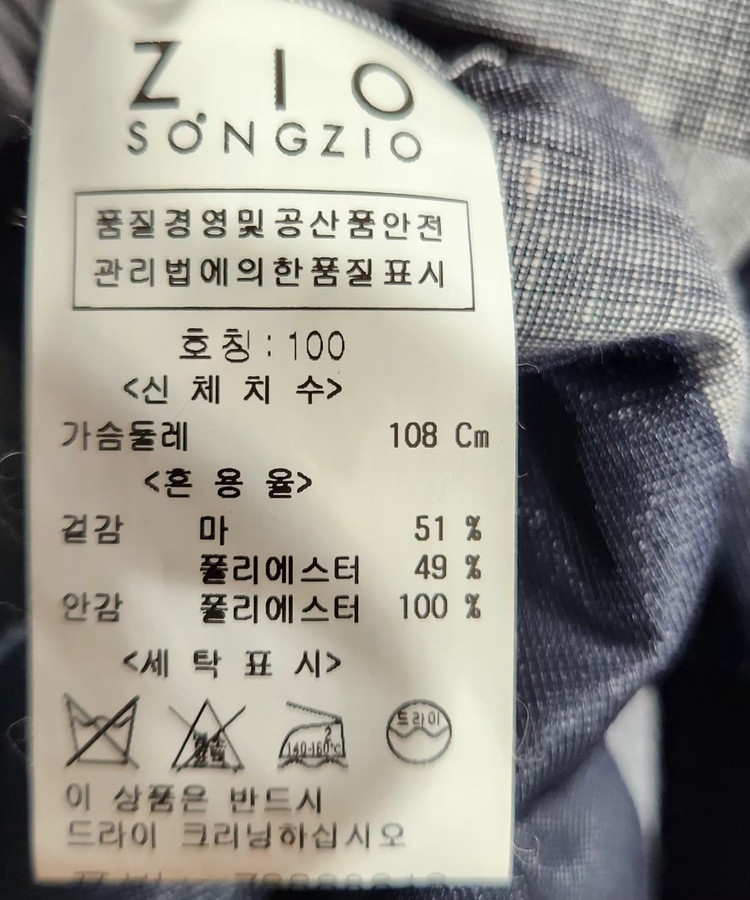 Z.IO
SONGZIO
품질경영및공산품안전
관리법에의한품질표시
호칭:100
<신 체 치 수>
가슴둘레 108 Cm
<혼 용 율>
겉감 마 51 %
폴리에스터 49 %
안감 폴리에스터 100 %
<세 탁 표 시>
2
140-160℃
드라이
이 상품은 반드시
드라이 크리닝하십시오